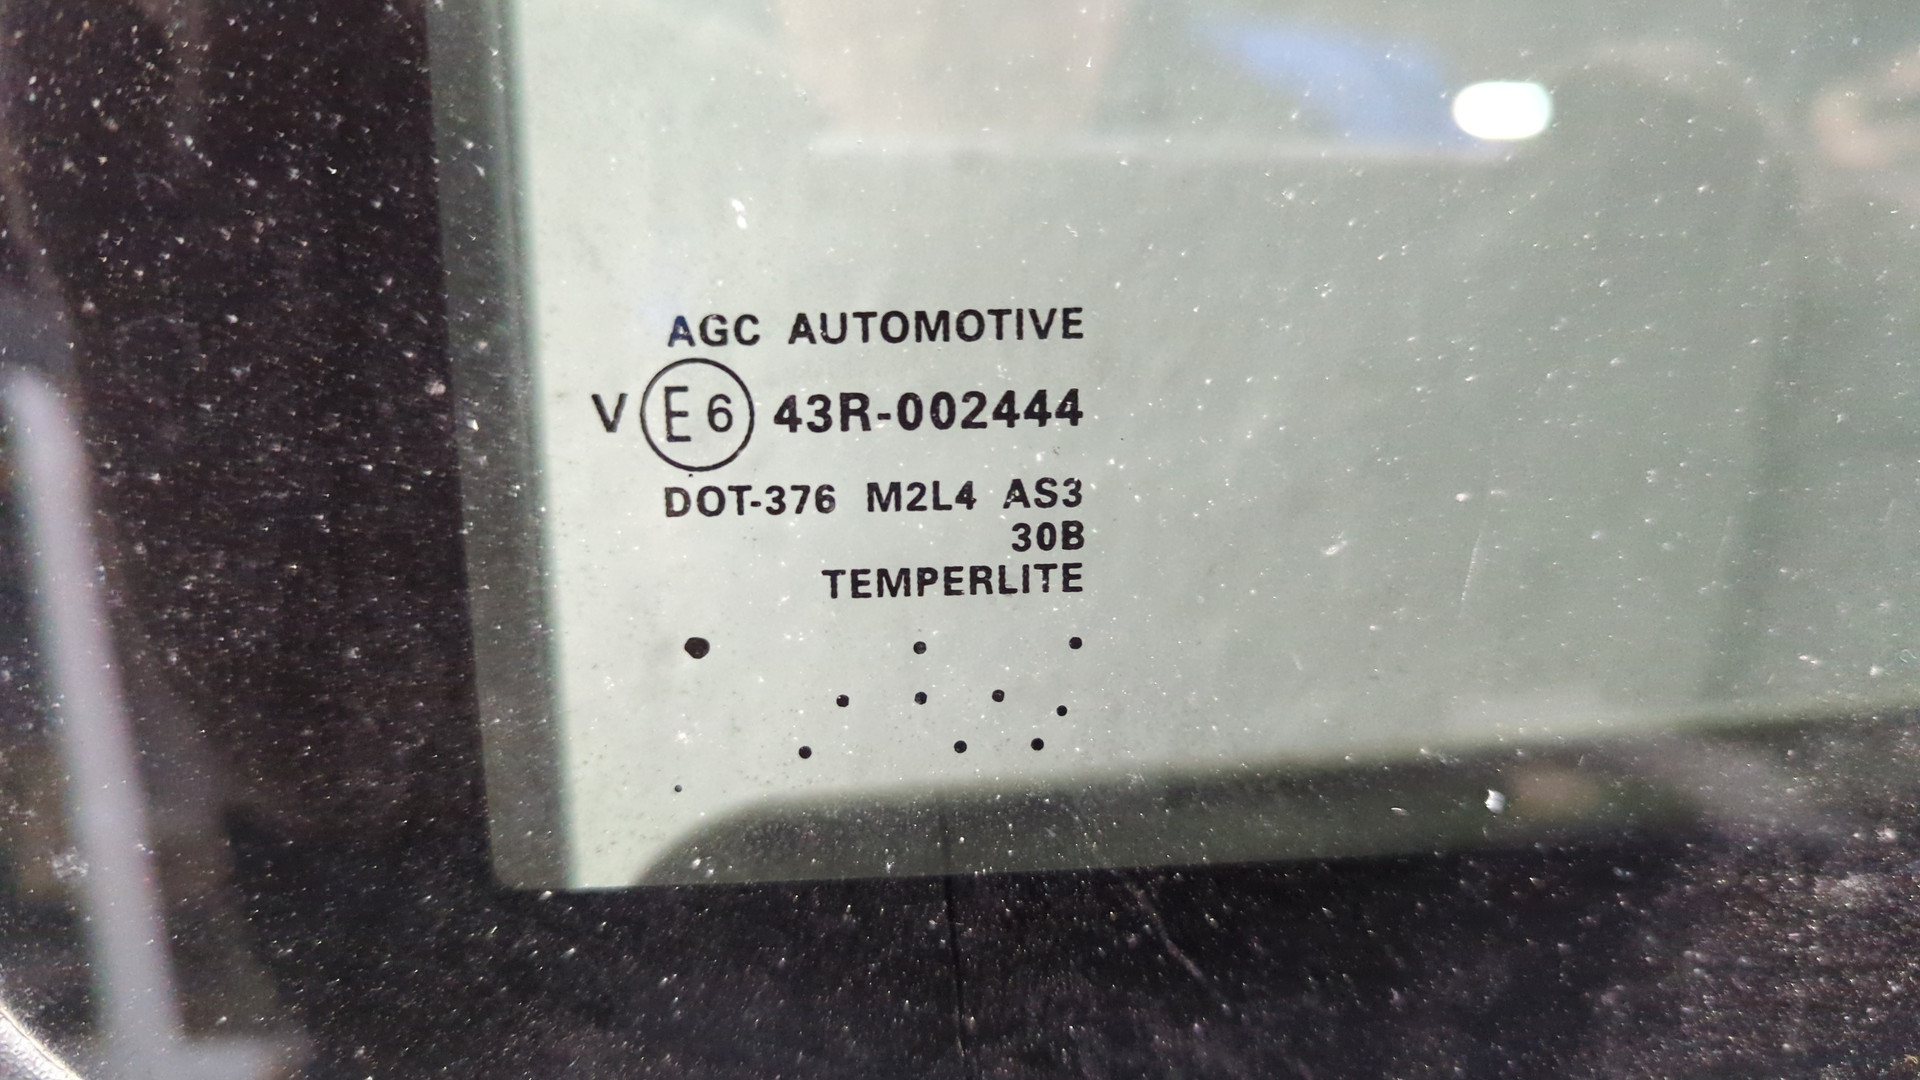 AGC AUTOMOTIVE
V E6 43R-002444
DOT-376 M2L4 AS3
30B
TEMPERLITE